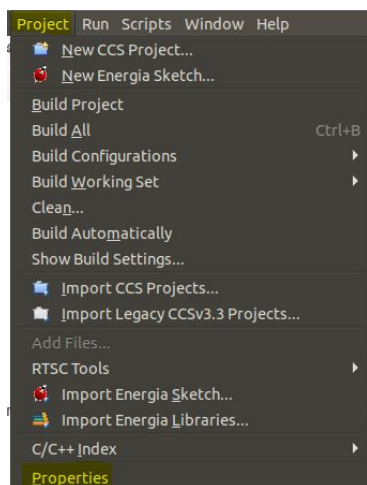 Project Run Scripts Window Help
New CCS Project...
New Energia Sketch...
Build Project
Build All Ctrl+B
Build Configurations
Build Working Set
Clean...
Build Automatically
Show Build Settings...
Import CCS Projects...
Import Legacy CCSv3.3 Projects...
Add Files...
RTSC Tools
Import Energia Sketch...
Import Energia Libraries...
C/C++ Index
Properties